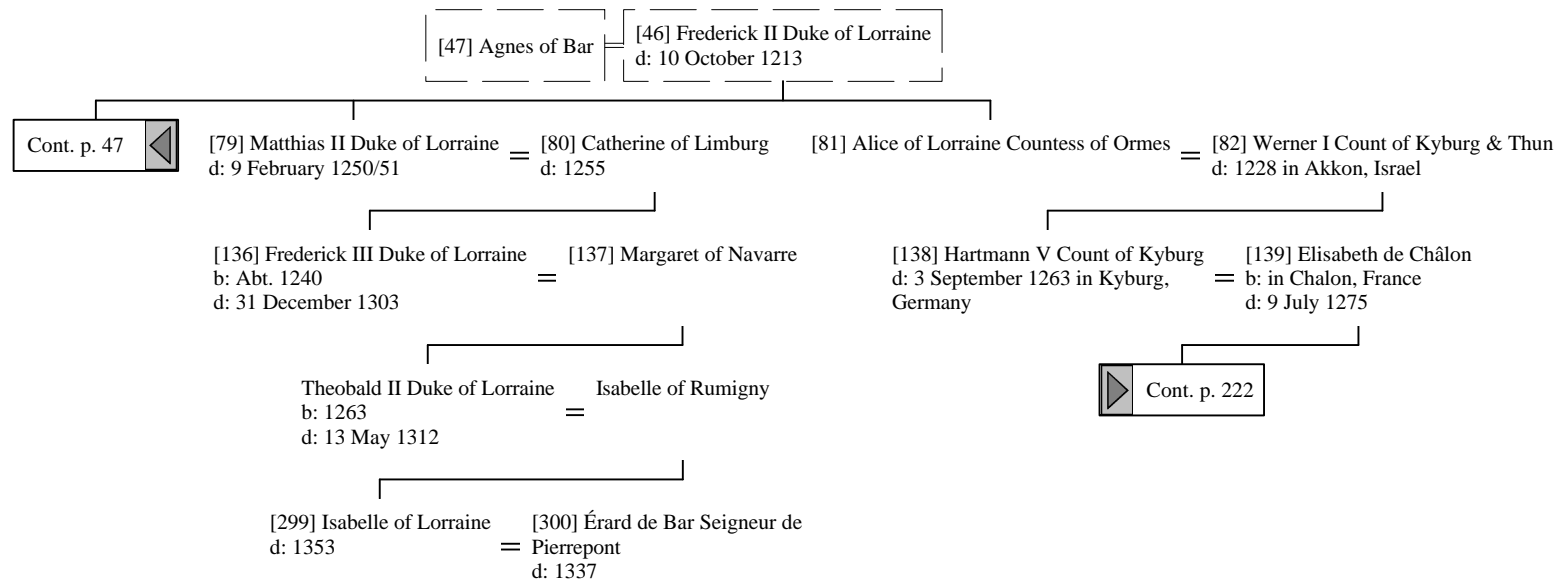 [47] Agnes of Bar
[46] Frederick II Duke of Lorraine
d: 10 October 1213
Cont. p. 47
[79] Matthias II Duke of Lorraine
d: 9 February 1250/51
=
[80] Catherine of Limburg
d: 1255
[81] Alice of Lorraine Countess of Ormes
=
[82] Werner I Count of Kyburg & Thun
d: 1228 in Akkon, Israel
[136] Frederick III Duke of Lorraine
b: Abt. 1240
d: 31 December 1303
=
[137] Margaret of Navarre
[138] Hartmann V Count of Kyburg
d: 3 September 1263 in Kyburg,
Germany
=
[139] Elisabeth de Châlon
b: in Chalon, France
d: 9 July 1275
Theobald II Duke of Lorraine
b: 1263
d: 13 May 1312
=
Isabelle of Rumigny
Cont. p. 222
[299] Isabelle of Lorraine
d: 1353
=
[300] Érard de Bar Seigneur de
Pierrepont
d: 1337